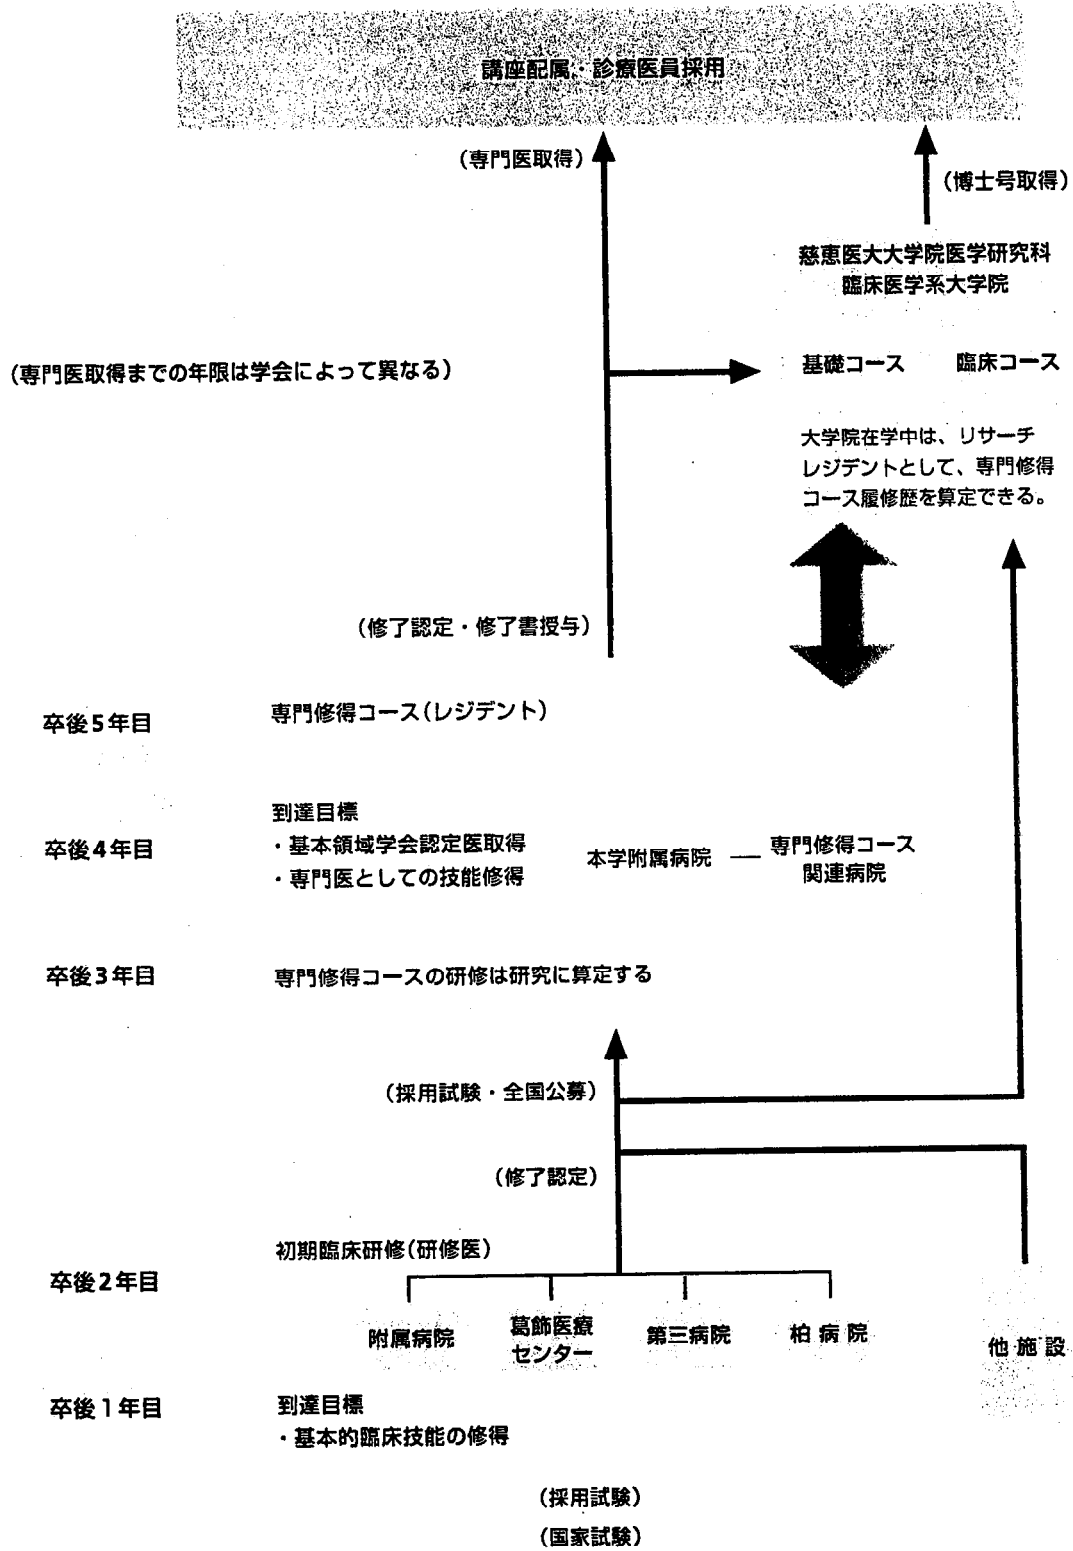 講座配属・診療医員採用
(専門医取得)
(博士号取得)
慈恵医大大学院医学研究科
臨床医学系大学院
(専門医取得までの年限は学会によって異なる)
基礎コース 臨床コース
大学院在学中は、リサーチ
レジデントとして、専門修得
コース履修歴を算定できる。
(修了認定・修了書授与)
卒後5年目
専門修得コース(レジデント)
到達目標
卒後4年目
・基本領域学会認定医取得
・専門医としての技能修得
本学附属病院 — 専門修得コース
関連病院
卒後3年目
専門修得コースの研修は研究に算定する
(採用試験・全国公募)
(修了認定)
初期臨床研修(研修医)
卒後2年目
附属病院
葛飾医療
センター
第三病院
柏病院
他施設
卒後1年目
到達目標
・基本的臨床技能の修得
(採用試験)
(国家試験)